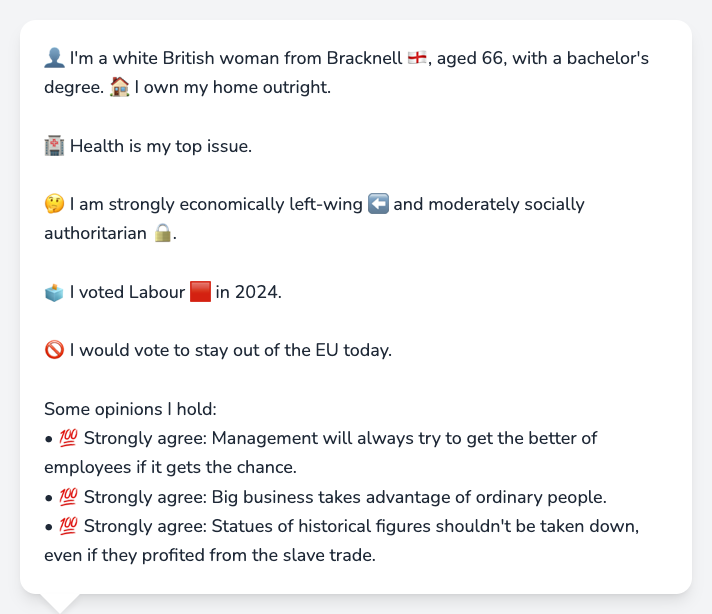 👤 I'm a white British woman from Bracknell 🏴󠁧󠁢󠁥󠁮󠁧󠁿, aged 66, with a bachelor's
degree. 🏠 I own my home outright.
🏥 Health is my top issue.
🤔 I am strongly economically left-wing ⬅️ and moderately socially
authoritarian 🔒.
🗳️ I voted Labour 🟥 in 2024.
🚫 I would vote to stay out of the EU today.
Some opinions I hold:
• 💯 Strongly agree: Management will always try to get the better of
employees if it gets the chance.
• 💯 Strongly agree: Big business takes advantage of ordinary people.
• 💯 Strongly agree: Statues of historical figures shouldn't be taken down,
even if they profited from the slave trade.